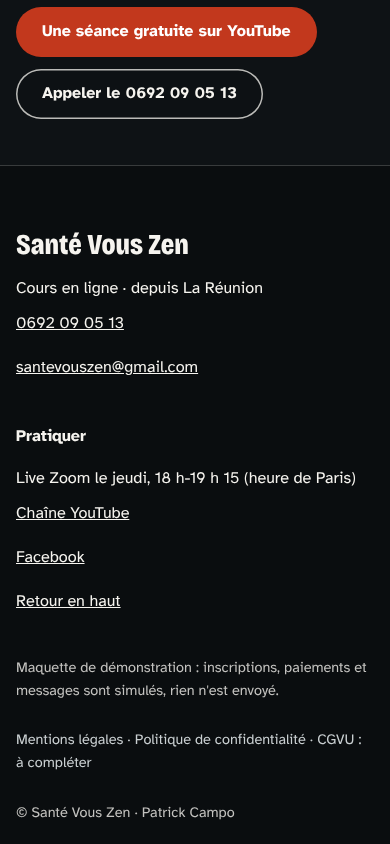 Une séance gratuite sur YouTube
Appeler le 0692 09 05 13
Santé Vous Zen
Cours en ligne · depuis La Réunion
0692 09 05 13
santevouszen@gmail.com
Pratiquer
Live Zoom le jeudi, 18 h-19 h 15 (heure de Paris)
Chaîne YouTube
Facebook
Retour en haut
Maquette de démonstration : inscriptions, paiements et
messages sont simulés, rien n'est envoyé.
Mentions légales · Politique de confidentialité · CGVU :
à compléter
© Santé Vous Zen · Patrick Campo